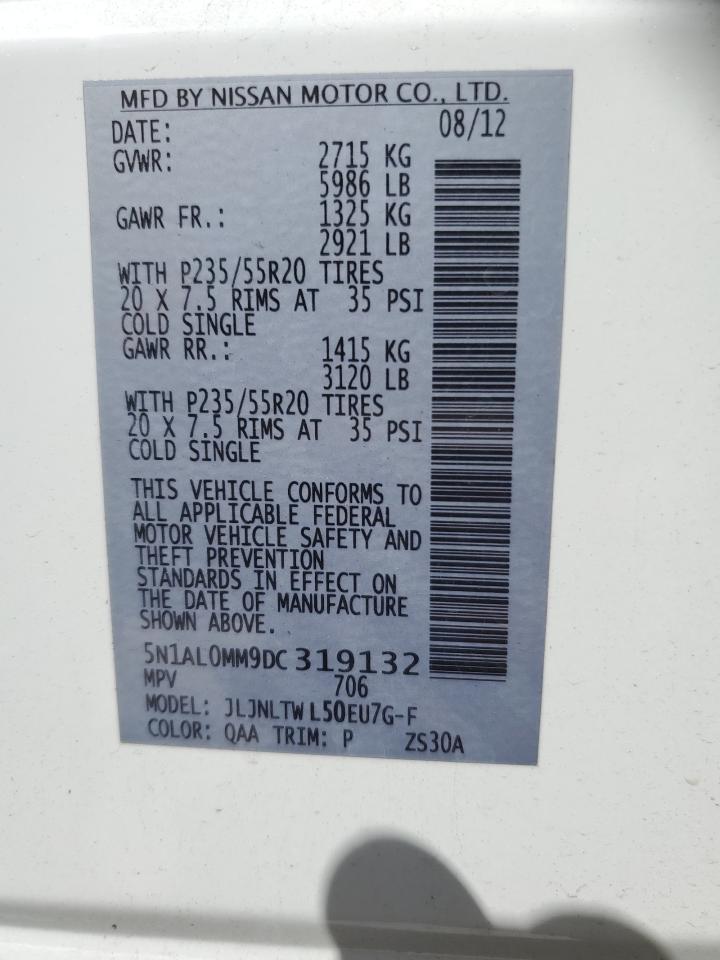 MFD BY NISSAN MOTOR CO., LTD.
DATE: 08/12
GVWR: 2715 KG
5986 LB
GAWR FR.: 1325 KG
2921 LB
WITH P235/55R20 TIRES
20 X 7.5 RIMS AT 35 PSI
COLD SINGLE
GAWR RR.: 1415 KG
3120 LB
WITH P235/55R20 TIRES
20 X 7.5 RIMS AT 35 PSI
COLD SINGLE
THIS VEHICLE CONFORMS TO
ALL APPLICABLE FEDERAL
MOTOR VEHICLE SAFETY AND
THEFT PREVENTION
STANDARDS IN EFFECT ON
THE DATE OF MANUFACTURE
SHOWN ABOVE.
5N1AL0MM9DC 319132
MPV 706
MODEL: JLJNLTW L50EU7G-F
COLOR: QAA TRIM: P ZS30A